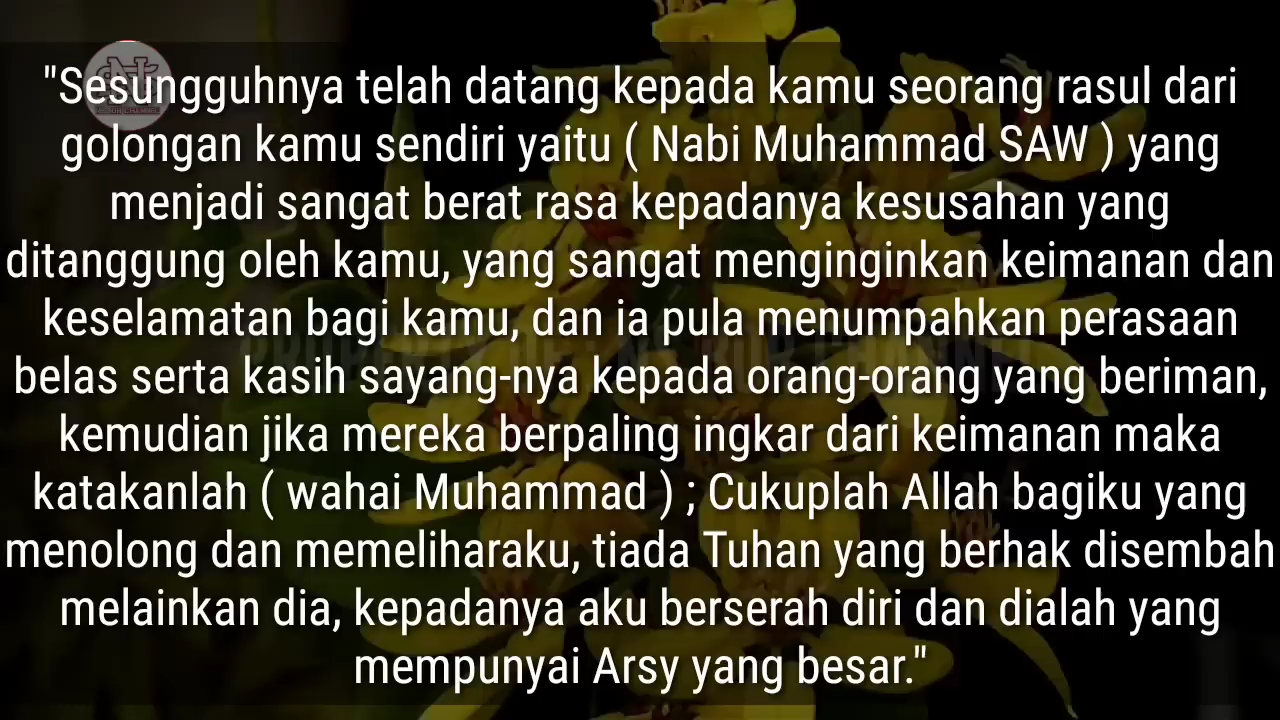 "Sesungguhnya telah datang kepada kamu seorang rasul dari
golongan kamu sendiri yaitu ( Nabi Muhammad SAW ) yang
menjadi sangat berat rasa kepadanya kesusahan yang
ditanggung oleh kamu, yang sangat menginginkan keimanan dan
keselamatan bagi kamu, dan ia pula menumpahkan perasaan
belas serta kasih sayang-nya kepada orang-orang yang beriman,
kemudian jika mereka berpaling ingkar dari keimanan maka
katakanlah ( wahai Muhammad ) ; Cukuplah Allah bagiku yang
menolong dan memeliharaku, tiada Tuhan yang berhak disembah
melainkan dia, kepadanya aku berserah diri dan dialah yang
mempunyai Arsy yang besar."